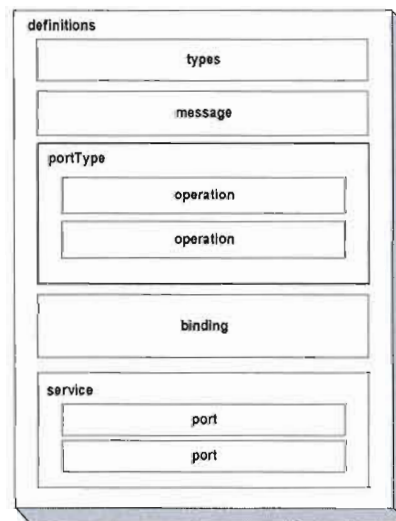 definitions
types
message
portType
operation
operation
binding
service
port
port